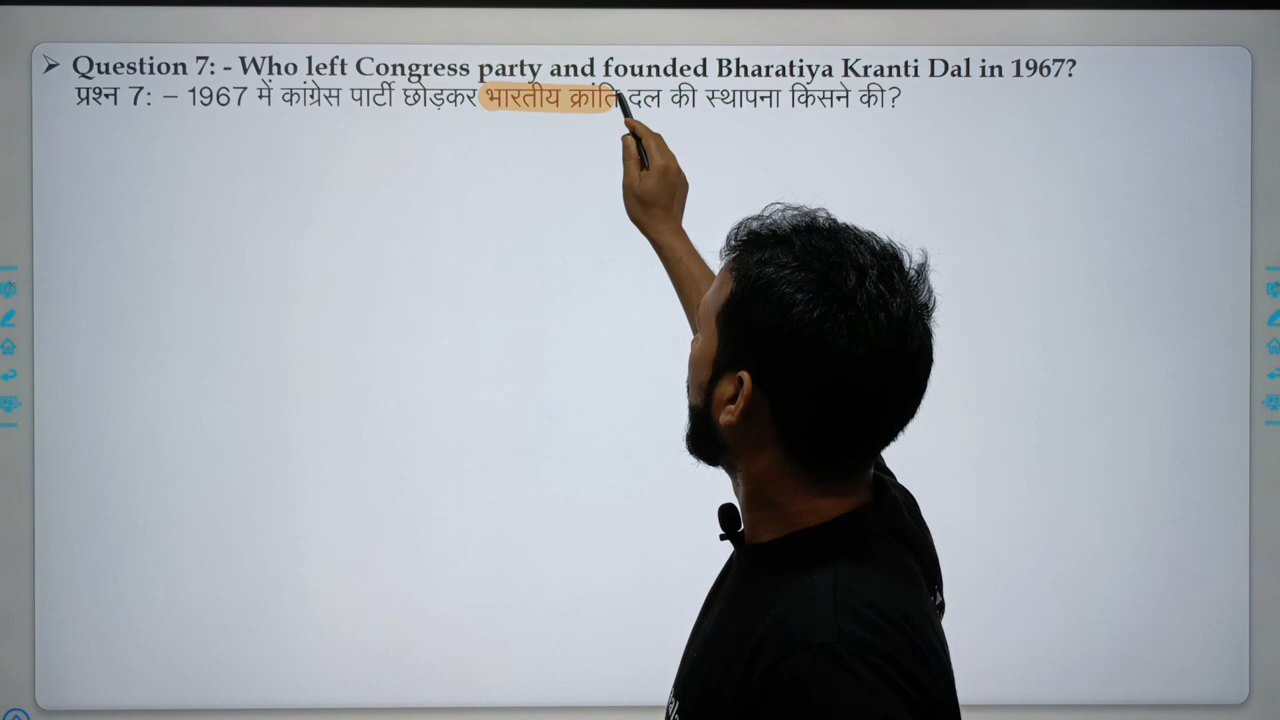 ➢ Question 7: - Who left Congress party and founded Bharatiya Kranti Dal in 1967?
प्रश्न 7: – 1967 में कांग्रेस पार्टी छोड़कर भारतीय क्रांति दल की स्थापना किसने की?